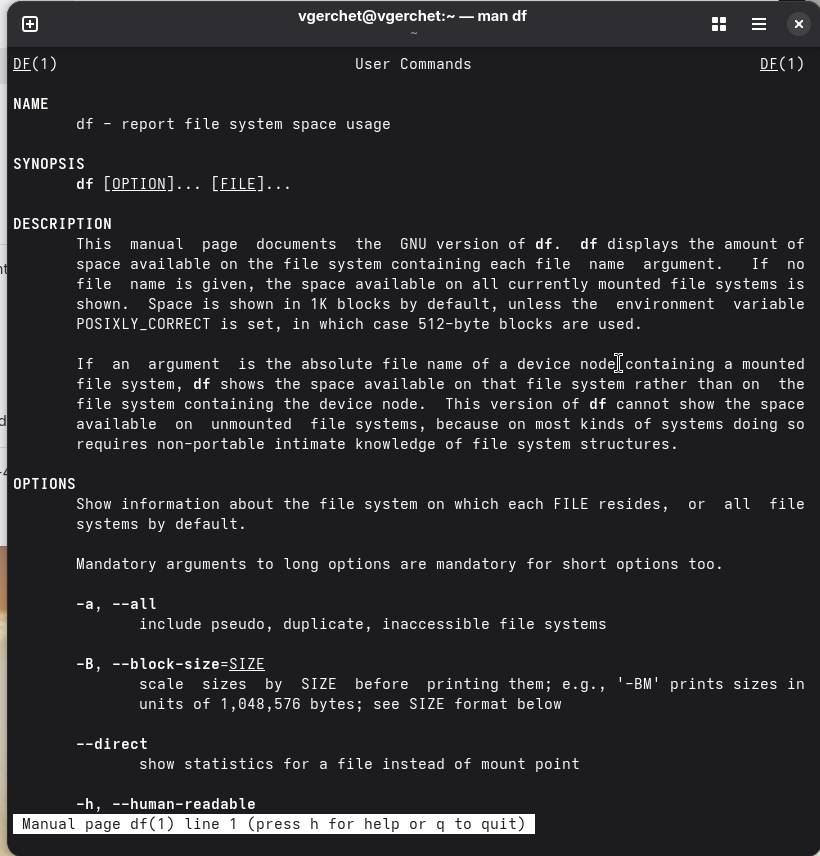 vgerchet@vgerchet:~ — man df
~
DF(1)                                 User Commands                                DF(1)
NAME
df - report file system space usage
SYNOPSIS
df [OPTION]... [FILE]...
DESCRIPTION
This  manual  page  documents  the  GNU version of df.  df displays the amount of
space available on the file system containing each file  name  argument.   If  no
file  name is given, the space available on all currently mounted file systems is
shown.  Space is shown in 1K blocks by default, unless the  environment  variable
POSIXLY_CORRECT is set, in which case 512-byte blocks are used.
If  an  argument  is the absolute file name of a device node containing a mounted
file system, df shows the space available on that file system rather than on  the
file system containing the device node.  This version of df cannot show the space
available  on  unmounted  file systems, because on most kinds of systems doing so
requires non-portable intimate knowledge of file system structures.
OPTIONS
Show information about the file system on which each FILE resides,  or  all  file
systems by default.
Mandatory arguments to long options are mandatory for short options too.
-a, --all
include pseudo, duplicate, inaccessible file systems
-B, --block-size=SIZE
scale  sizes  by  SIZE  before  printing them; e.g., '-BM' prints sizes in
units of 1,048,576 bytes; see SIZE format below
--direct
show statistics for a file instead of mount point
-h, --human-readable
Manual page df(1) line 1 (press h for help or q to quit)